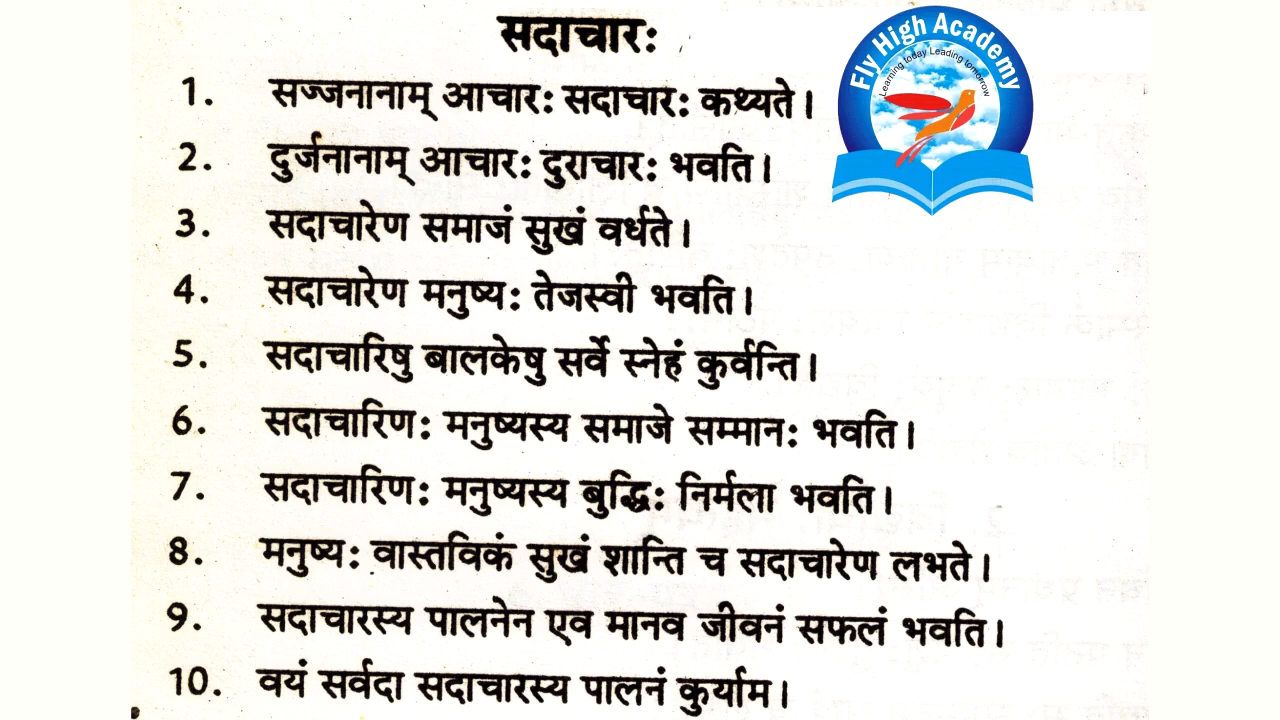 सदाचारः
Fly High Academy
Learning today Leading tomorrow
1. सज्जनानाम् आचारः सदाचारः कथ्यते।
2. दुर्जनानाम् आचारः दुराचारः भवति।
3. सदाचारेण समाजं सुखं वर्धते।
4. सदाचारेण मनुष्यः तेजस्वी भवति।
5. सदाचारिषु बालकेषु सर्वे स्नेहं कुर्वन्ति।
6. सदाचारिणः मनुष्यस्य समाजे सम्मानः भवति।
7. सदाचारिणः मनुष्यस्य बुद्धिः निर्मला भवति।
8. मनुष्यः वास्तविकं सुखं शान्ति च सदाचारेण लभते।
9. सदाचारस्य पालनेन एव मानव जीवनं सफलं भवति।
10. वयं सर्वदा सदाचारस्य पालनं कुर्याम।